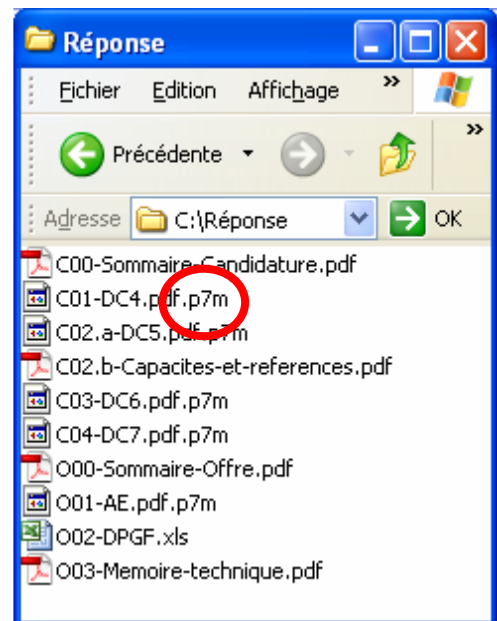 Réponse
Fichier Edition Affichage »
Précédente »
Adresse C:\Réponse OK
C00-Sommaire-Candidature.pdf
C01-DC4.pdf.p7m
C02.a-DC5.pdf.p7m
C02.b-Capacites-et-references.pdf
C03-DC6.pdf.p7m
C04-DC7.pdf.p7m
O00-Sommaire-Offre.pdf
O01-AE.pdf.p7m
O02-DPGF.xls
O03-Memoire-technique.pdf